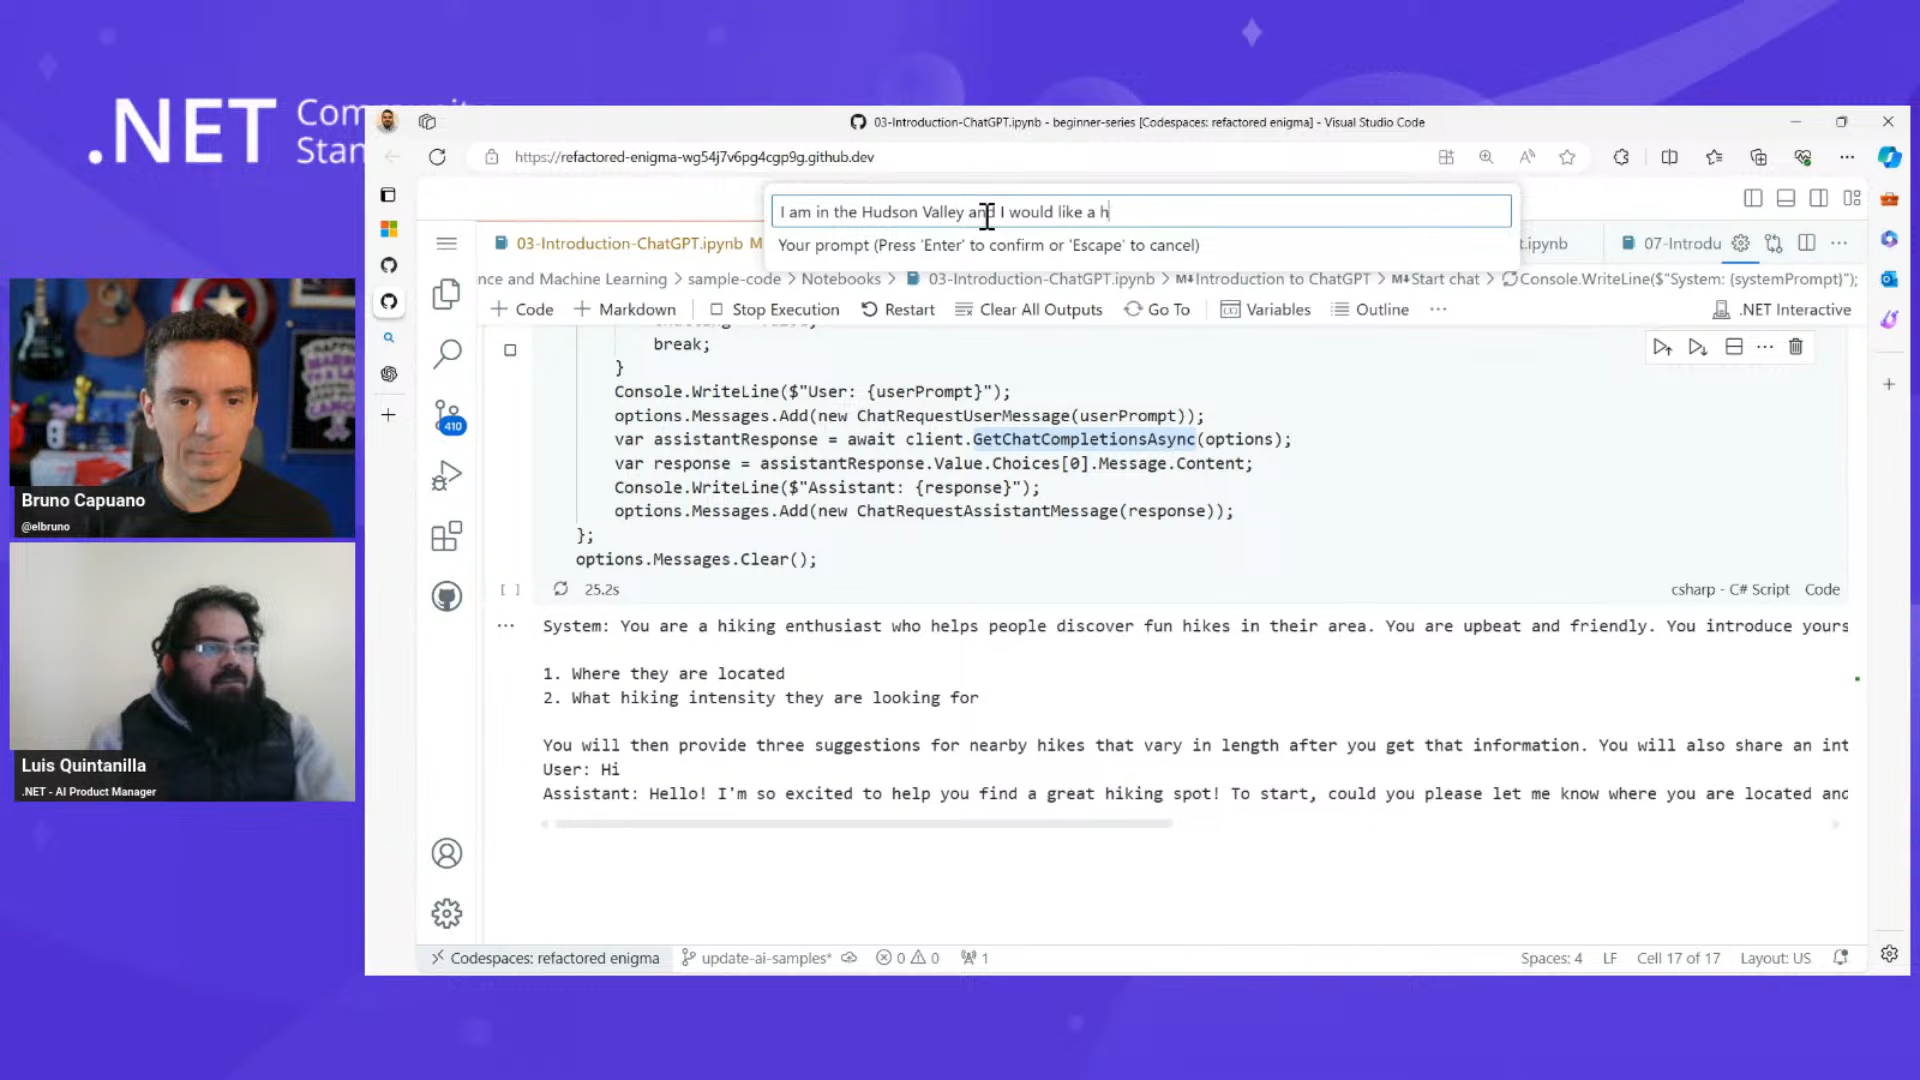 .NET
Com
Stan
03-Introduction-ChatGPT.ipynb - beginner-series [Codespaces: refactored enigma] - Visual Studio Code
https://refactored-enigma-wg54j7v6pg4cgp9g.github.dev
I am in the Hudson Valley and I would like a h
Your prompt (Press 'Enter' to confirm or 'Escape' to cancel)
03-Introduction-ChatGPT.ipynb M
t.ipynb
07-Introdu
nce and Machine Learning > sample-code > Notebooks > 03-Introduction-ChatGPT.ipynb > M↓Introduction to ChatGPT > M↓Start chat > Console.WriteLine($"System: {systemPrompt}");
+ Code + Markdown Stop Execution Restart Clear All Outputs Go To Variables Outline ... .NET Interactive
break;
}
Console.WriteLine($"User: {userPrompt}");
options.Messages.Add(new ChatRequestUserMessage(userPrompt));
var assistantResponse = await client.GetChatCompletionsAsync(options);
var response = assistantResponse.Value.Choices[0].Message.Content;
Console.WriteLine($"Assistant: {response}");
options.Messages.Add(new ChatRequestAssistantMessage(response));
};
options.Messages.Clear();
[ ] 25.2s csharp - C# Script Code
System: You are a hiking enthusiast who helps people discover fun hikes in their area. You are upbeat and friendly. You introduce yours
1. Where they are located
2. What hiking intensity they are looking for
You will then provide three suggestions for nearby hikes that vary in length after you get that information. You will also share an int
User: Hi
Assistant: Hello! I'm so excited to help you find a great hiking spot! To start, could you please let me know where you are located and
410
Codespaces: refactored enigma update-ai-samples* 0 0 1 Spaces: 4 LF Cell 17 of 17 Layout: US
Bruno Capuano
@elbruno
Luis Quintanilla
.NET - AI Product Manager